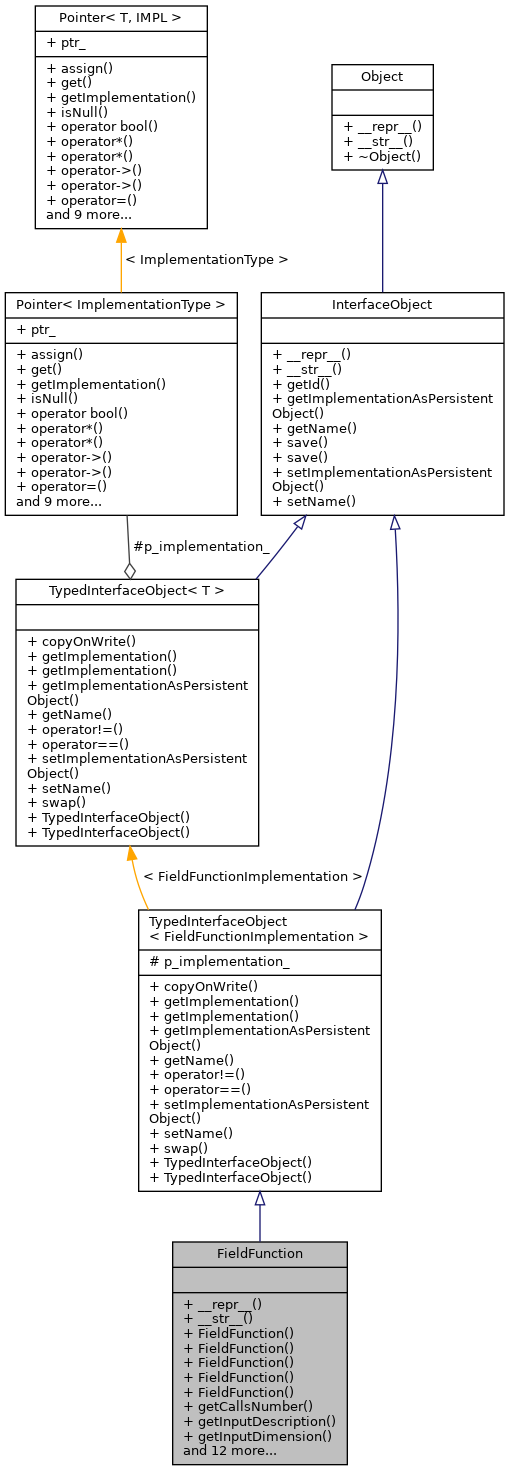 Pointer< T, IMPL >
+ ptr_
+ assign()
+ get()
+ getImplementation()
+ isNull()
+ operator bool()
+ operator*()
+ operator*()
+ operator->()
+ operator->()
+ operator=()
and 9 more...
Object
+ __repr__()
+ __str__()
+ ~Object()
< ImplementationType >
Pointer< ImplementationType >
+ ptr_
+ assign()
+ get()
+ getImplementation()
+ isNull()
+ operator bool()
+ operator*()
+ operator*()
+ operator->()
+ operator->()
+ operator=()
and 9 more...
InterfaceObject
+ __repr__()
+ __str__()
+ getId()
+ getImplementationAsPersistent
Object()
+ getName()
+ save()
+ save()
+ setImplementationAsPersistent
Object()
+ setName()
#p_implementation_
TypedInterfaceObject< T >
+ copyOnWrite()
+ getImplementation()
+ getImplementation()
+ getImplementationAsPersistent
Object()
+ getName()
+ operator!=()
+ operator==()
+ setImplementationAsPersistent
Object()
+ setName()
+ swap()
+ TypedInterfaceObject()
+ TypedInterfaceObject()
< FieldFunctionImplementation >
TypedInterfaceObject
< FieldFunctionImplementation >
# p_implementation_
+ copyOnWrite()
+ getImplementation()
+ getImplementation()
+ getImplementationAsPersistent
Object()
+ getName()
+ operator!=()
+ operator==()
+ setImplementationAsPersistent
Object()
+ setName()
+ swap()
+ TypedInterfaceObject()
+ TypedInterfaceObject()
FieldFunction
+ __repr__()
+ __str__()
+ FieldFunction()
+ FieldFunction()
+ FieldFunction()
+ FieldFunction()
+ FieldFunction()
+ getCallsNumber()
+ getInputDescription()
+ getInputDimension()
and 12 more...